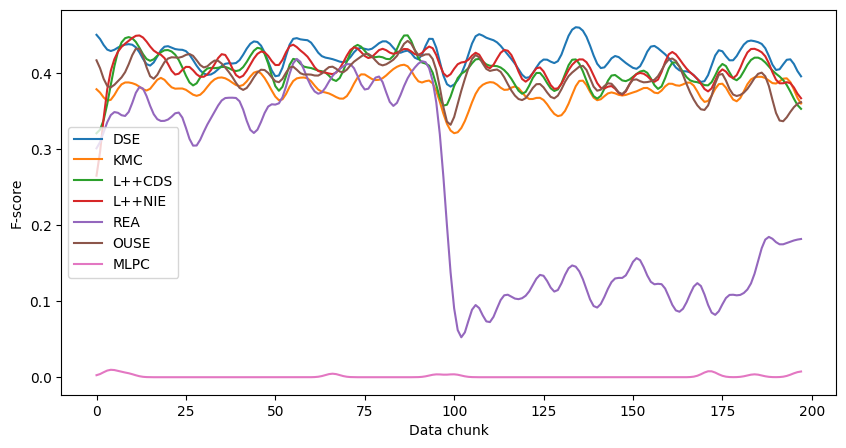 F-score
0.4
0.3
0.2
0.1
0.0
DSE
KMC
L++CDS
L++NIE
REA
OUSE
MLPC
0 25 50 75 100 125 150 175 200
Data chunk